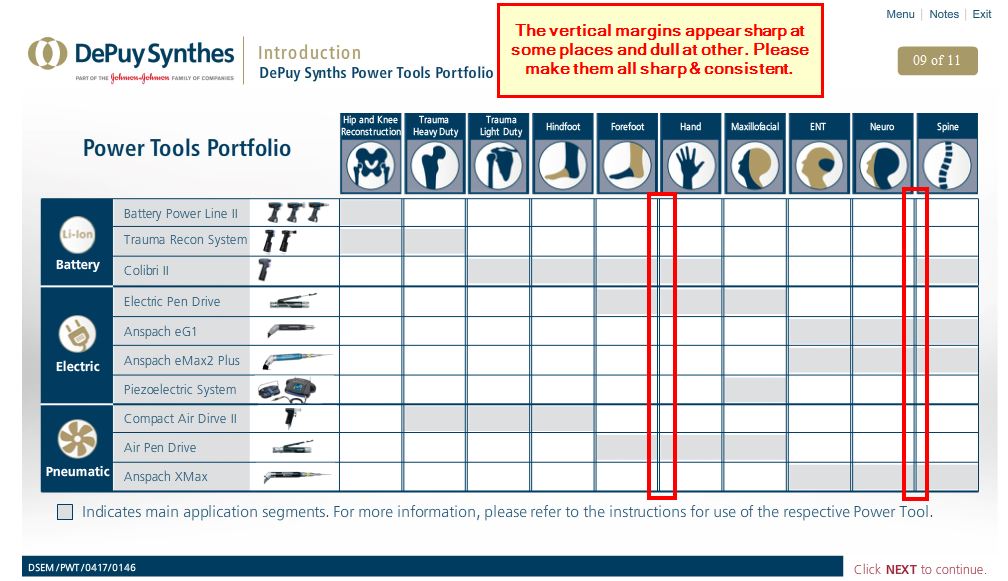 Menu | Notes | Exit
The vertical margins appear sharp at
some places and dull at other. Please
make them all sharp & consistent.
DePuy Synthes
PART OF THE Johnson & Johnson FAMILY OF COMPANIES
Introduction
DePuy Synths Power Tools Portfolio
09 of 11
Power Tools Portfolio
Hip and Knee
Reconstruction
Trauma
Heavy Duty
Trauma
Light Duty
Hindfoot
Forefoot
Hand
Maxillofacial
ENT
Neuro
Spine
Li-Ion
Battery
Battery Power Line II
Trauma Recon System
Colibri II
Electric
Electric Pen Drive
Anspach eG1
Anspach eMax2 Plus
Piezoelectric System
Pneumatic
Compact Air Dirve II
Air Pen Drive
Anspach XMax
Indicates main application segments. For more information, please refer to the instructions for use of the respective Power Tool.
DSEM/PWT/0417/0146
Click NEXT to continue.